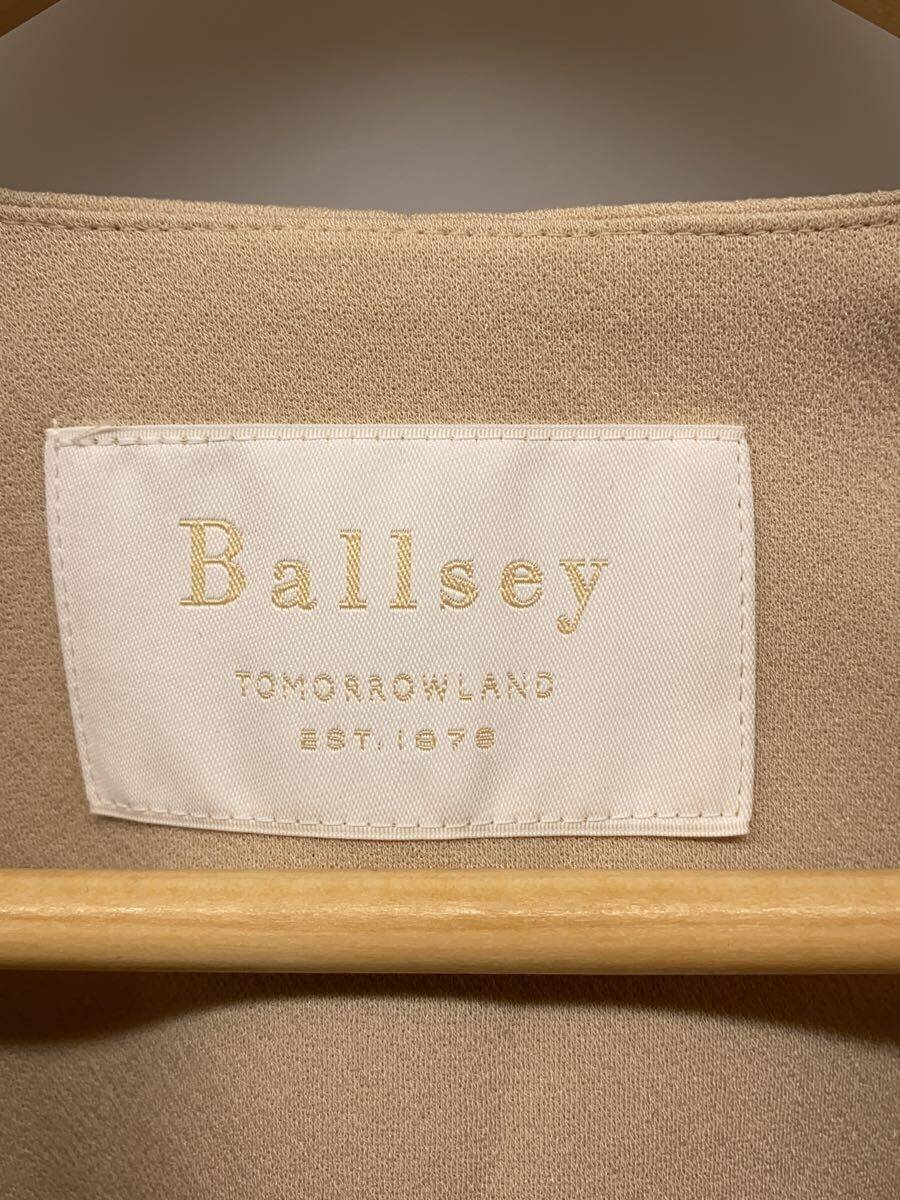 Ballsey
TOMORROWLAND
EST. 1978